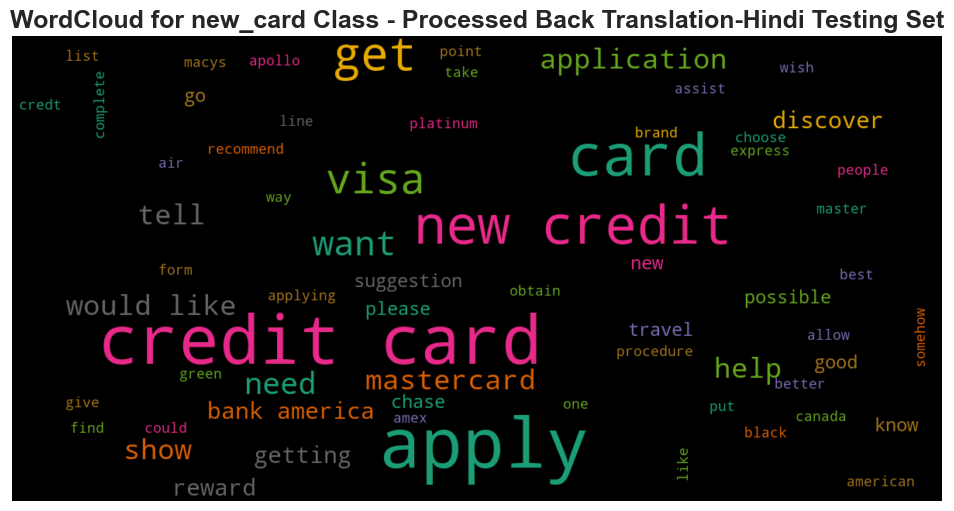 WordCloud for new_card Class - Processed Back Translation-Hindi Testing Set
list
macys
apollo
get
point
take
application
wish
credt
complete
go
assist
line
platinum
discover
brand
choose
express
recommend
card
air
visa
people
way
tell
new credit
master
want
new
form
suggestion
best
applying
obtain
possible
would like
please
travel
allow
somehow
credit card
procedure
good
green
need
mastercard
help
better
give
bank america
chase
one
put
amex
canada
find
could
apply
black
know
show
getting
like
reward
american